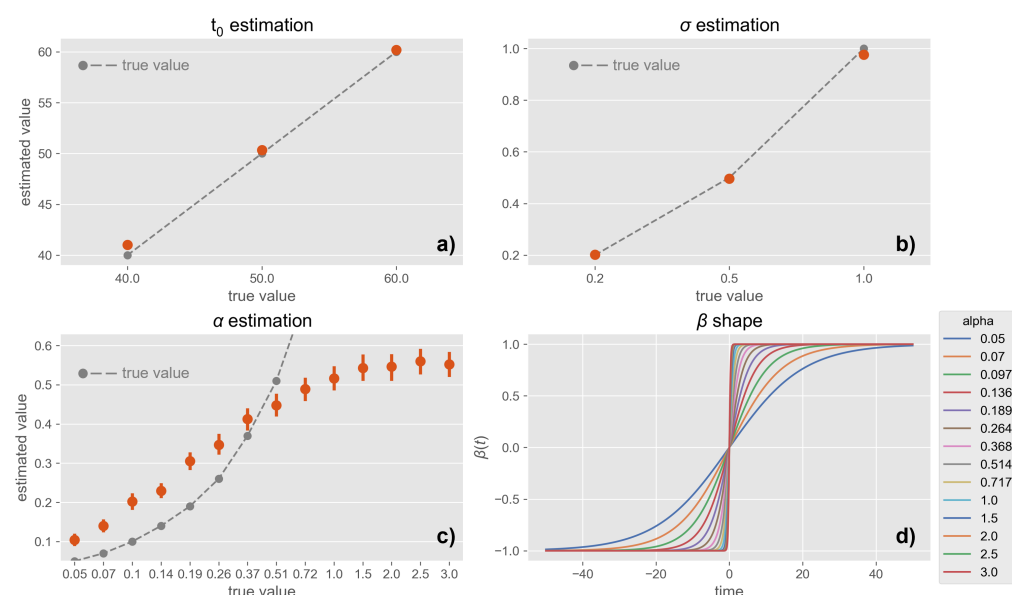 t0 estimation
60
55
50
45
40
estimated value
true value
a)
40.0 50.0 60.0
true value
σ estimation
1.0
0.8
0.6
0.4
0.2
true value
b)
0.2 0.5 1.0
true value
α estimation
0.6
0.5
0.4
0.3
0.2
0.1
estimated value
true value
c)
0.05 0.07 0.1 0.14 0.19 0.26 0.37 0.51 0.72 1.0 1.5 2.0 2.5 3.0
true value
β shape
1.0
0.5
0.0
−0.5
−1.0
β(t)
d)
−40 −20 0 20 40
time
alpha
0.05
0.07
0.097
0.136
0.189
0.264
0.368
0.514
0.717
1.0
1.5
2.0
2.5
3.0